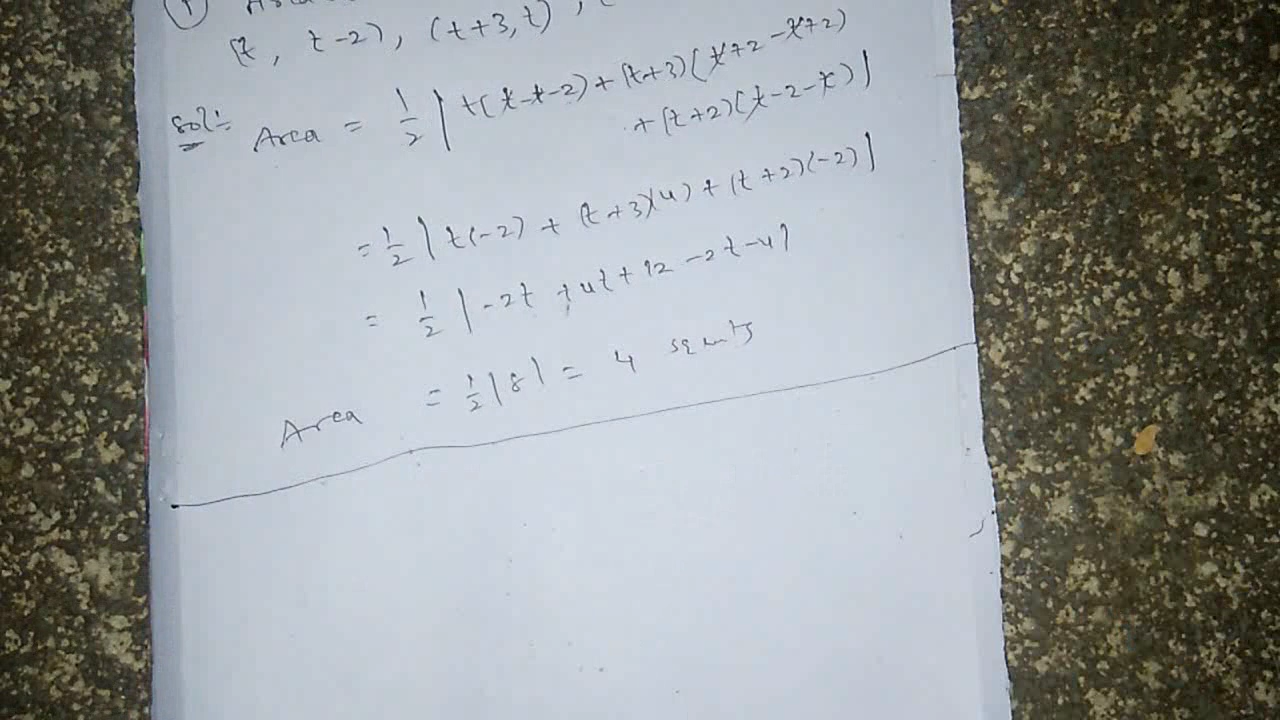 (t, t-2), (t+3,t), (
Sol:- Area = 1/2 | t(t-t-2) + (t+3)(t+2-t+2)
+ (t+2)(t-2-t) |
= 1/2 | t(-2) + (t+3)(4) + (t+2)(-2) |
= 1/2 | -2t + 4t + 12 - 2t - 4 |
Area = 1/2 |8| = 4 sq units